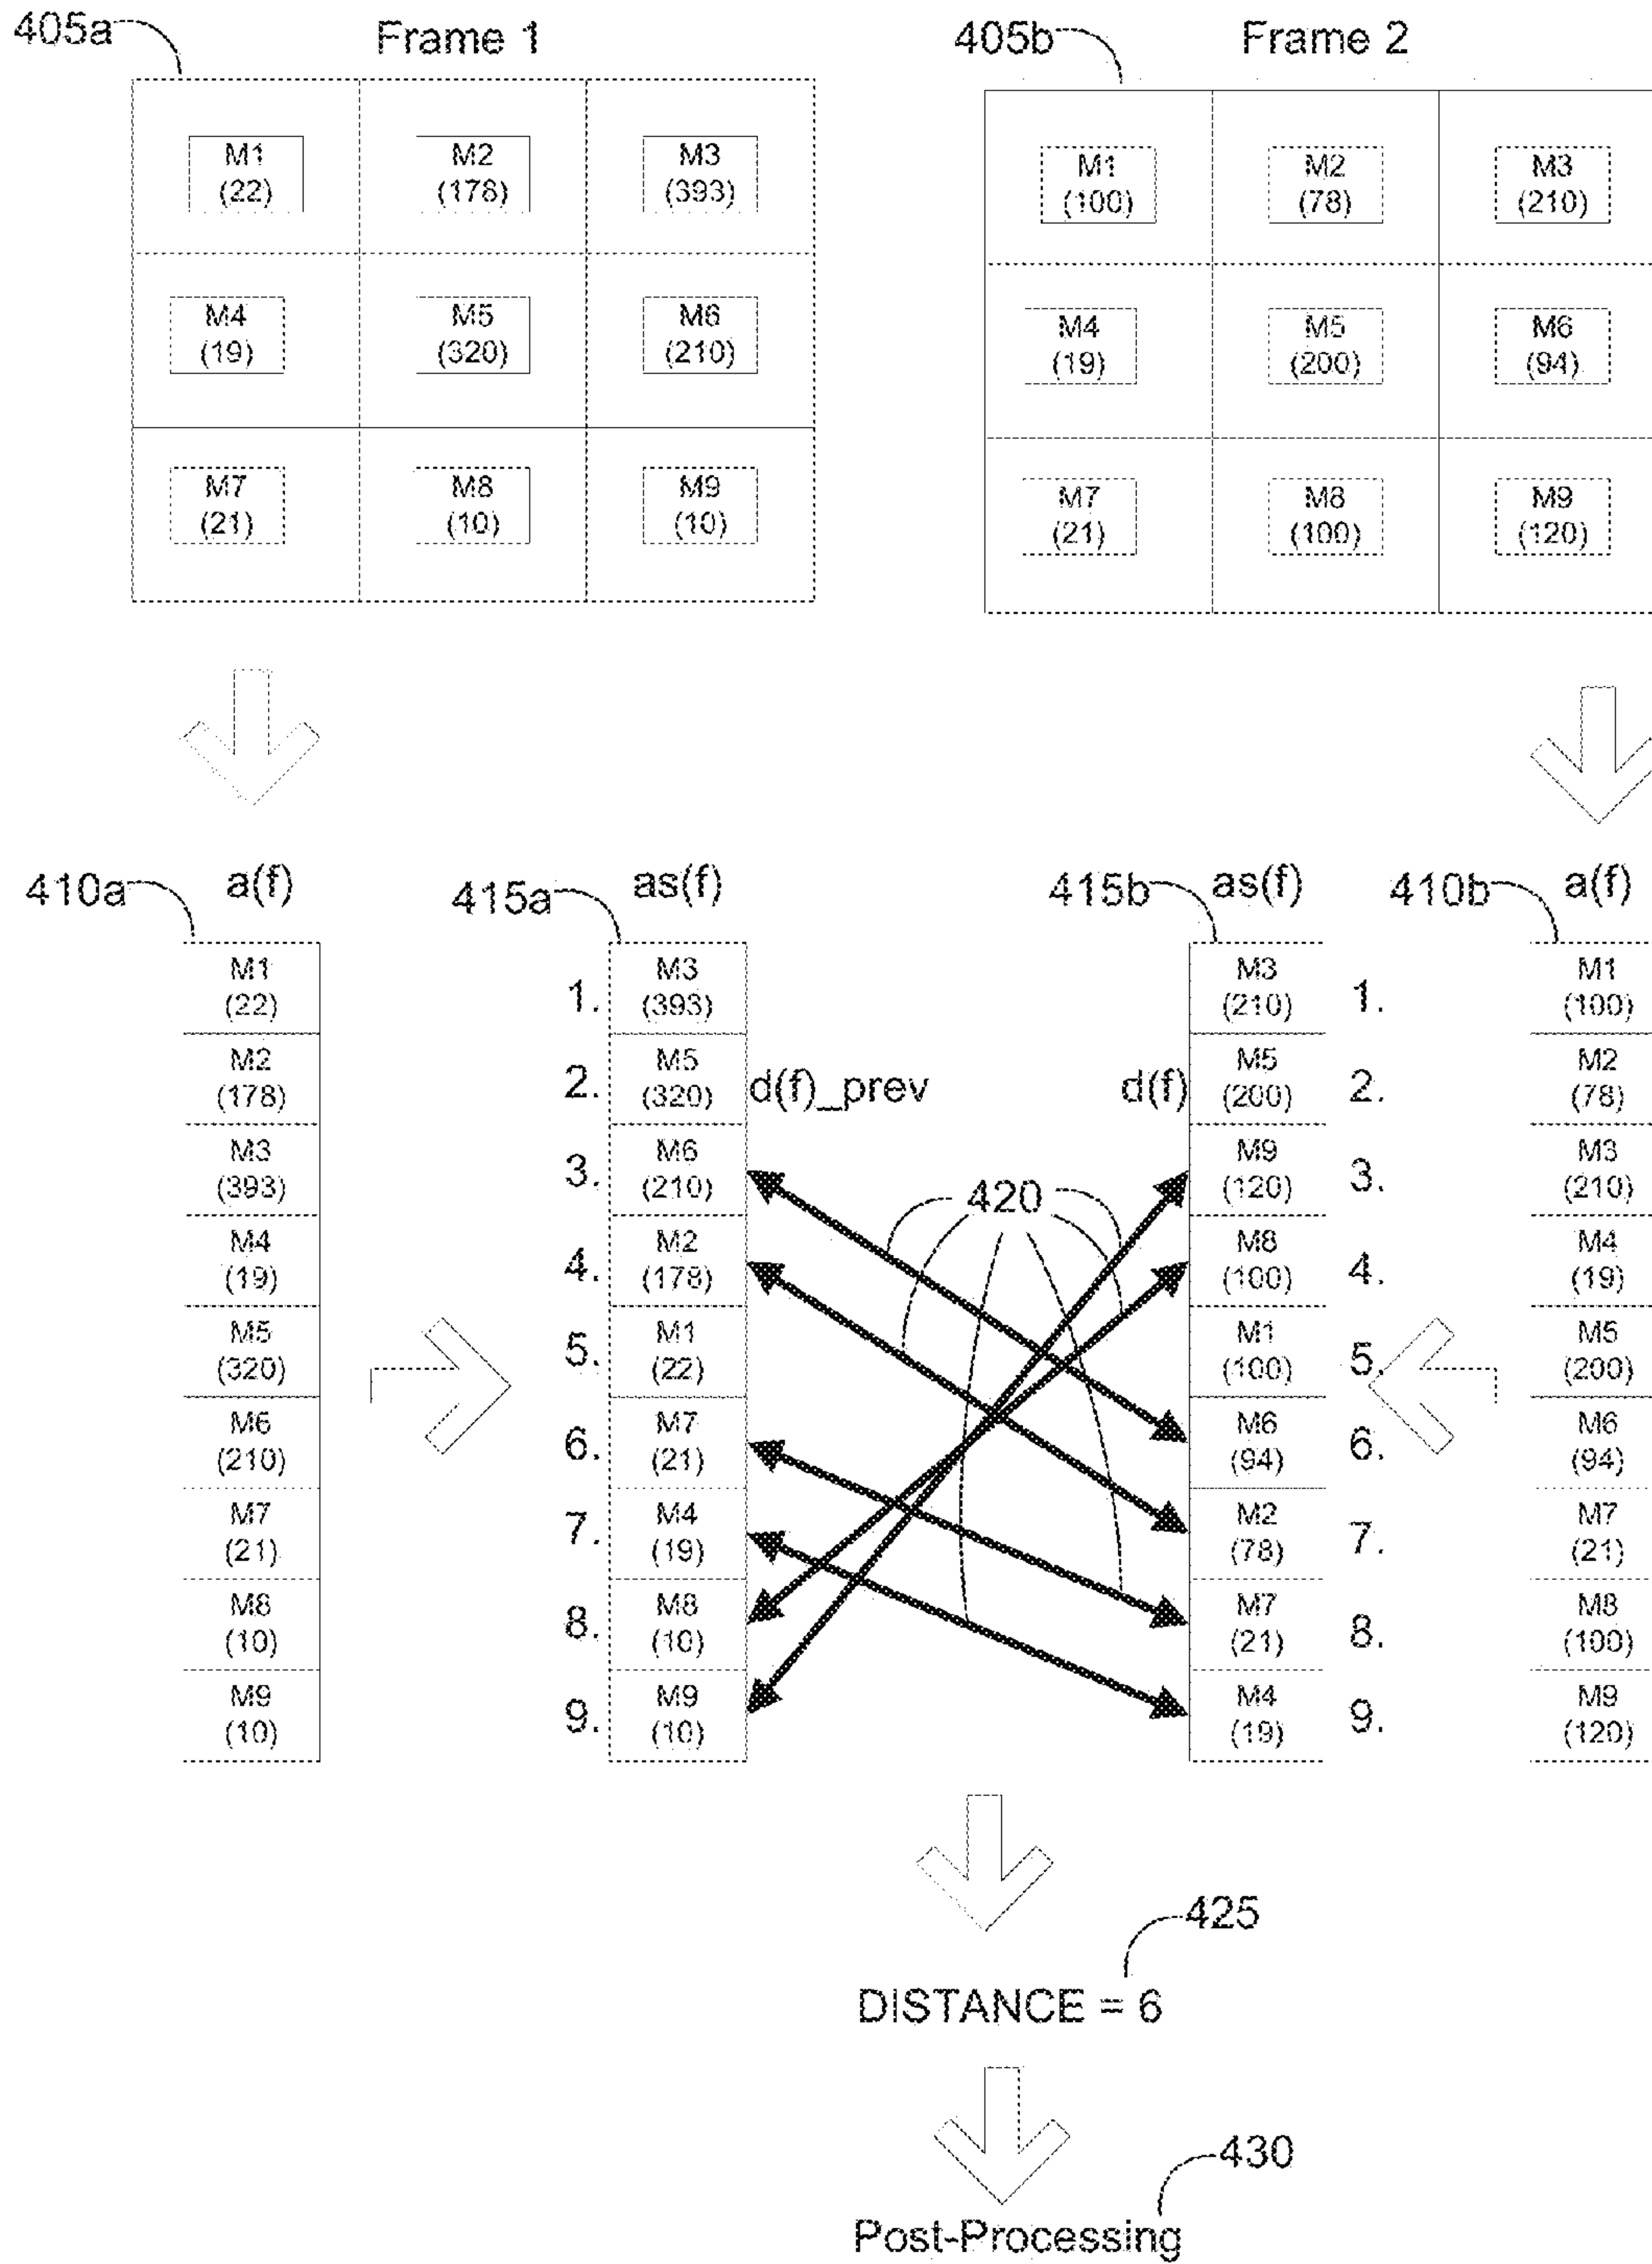 405a
Frame 1
405b
Frame 2
M1
(22)
M2
(178)
M3
(393)
M4
(19)
M5
(320)
M6
(210)
M7
(21)
M8
(10)
M9
(10)
M1
(100)
M2
(78)
M3
(210)
M4
(19)
M5
(200)
M6
(94)
M7
(21)
M8
(100)
M9
(120)
410a
a(f)
M1
(22)
M2
(178)
M3
(393)
M4
(19)
M5
(320)
M6
(210)
M7
(21)
M8
(10)
M9
(10)
415a
as(f)
1.
M3
(393)
2.
M5
(320)
3.
M6
(210)
4.
M2
(178)
5.
M1
(22)
6.
M7
(21)
7.
M4
(19)
8.
M8
(10)
9.
M9
(10)
d(f)_prev
d(f)
420
415b
as(f)
M3
(210)
1.
M5
(200)
2.
M9
(120)
3.
M8
(100)
4.
M1
(100)
5.
M6
(94)
6.
M2
(78)
7.
M7
(21)
8.
M4
(19)
9.
410b
a(f)
M1
(100)
M2
(78)
M3
(210)
M4
(19)
M5
(200)
M6
(94)
M7
(21)
M8
(100)
M9
(120)
425
DISTANCE = 6
430
Post-Processing